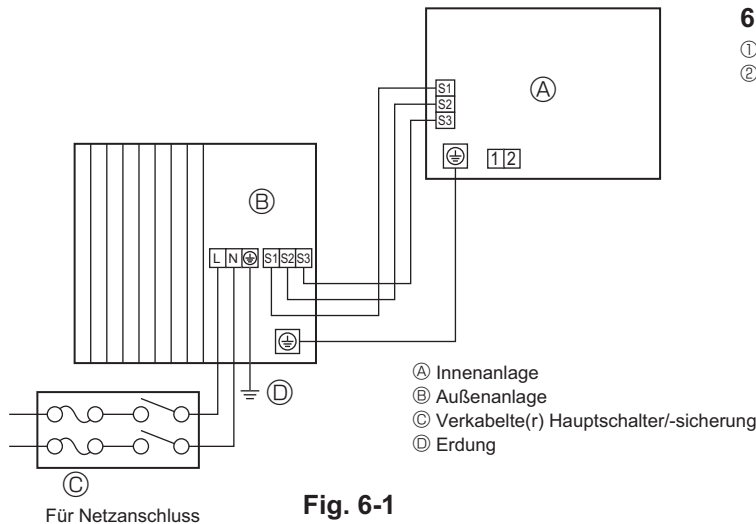 6
①
②
S1
S2
S3
Ⓐ
1 2
Ⓑ
L N S1 S2 S3
Ⓓ
Ⓐ Innenanlage
Ⓑ Außenanlage
Ⓒ Verkabelte(r) Hauptschalter/-sicherung
Ⓓ Erdung
Ⓒ
Für Netzanschluss
Fig. 6-1